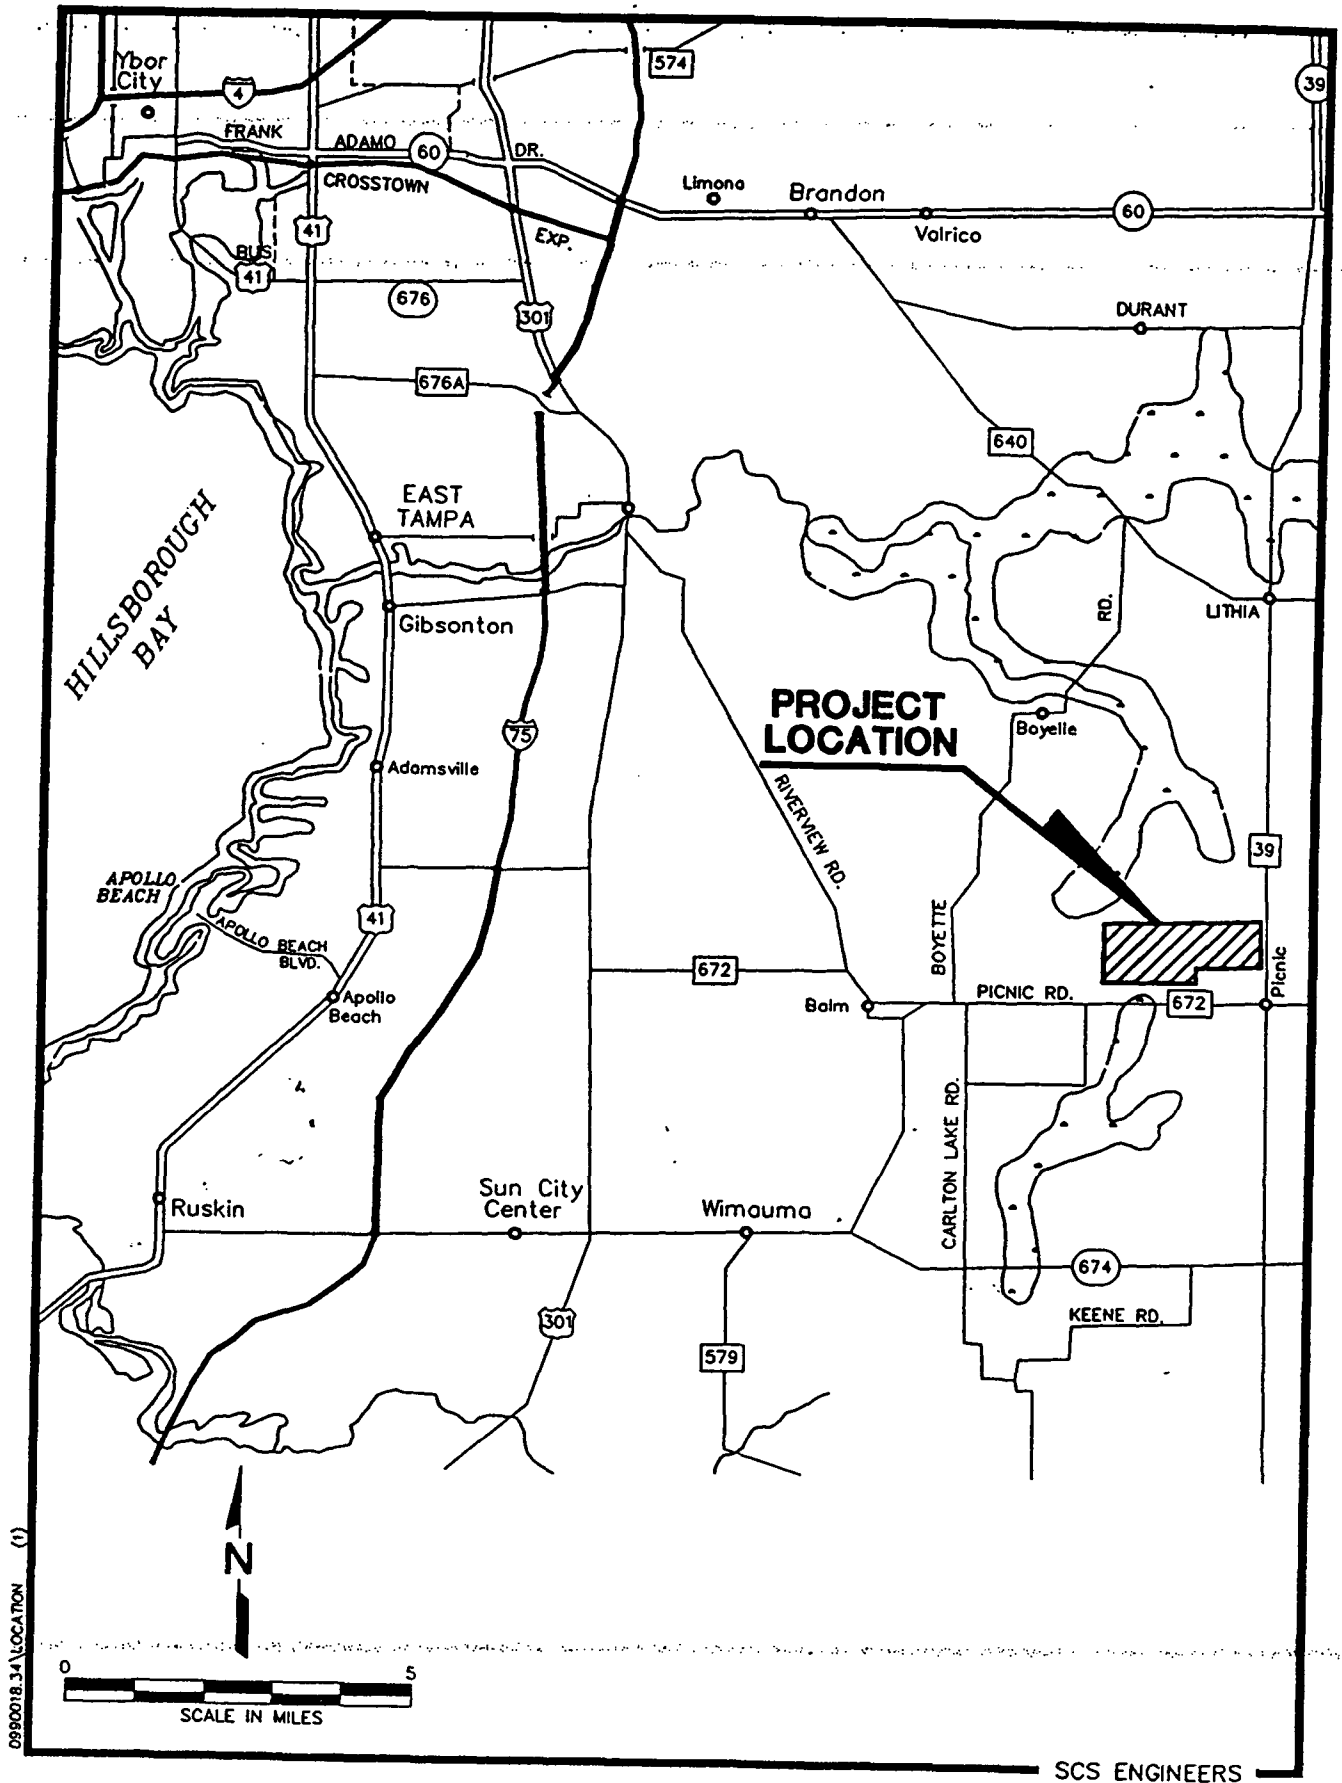 574
39
Ybor
City
4
FRANK
ADAMO
60
DR.
CROSSTOWN
Limona
Brandon
60
Valrico
41
EXP.
BUS
41
676
301
DURANT
676A
640
EAST
TAMPA
HILLSBOROUGH
BAY
RD.
LITHIA
Gibsonton
PROJECT
LOCATION
75
Boyelle
Adamsville
RIVERVIEW RD.
39
APOLLO
BEACH
41
APOLLO BEACH
BLVD.
BOYETTE
672
Picnic
Apollo
Beach
Balm
PICNIC RD.
672
CARLTON LAKE RD.
Ruskin
Sun City
Center
Wimauma
674
301
KEENE RD.
579
N
0990018.34\LOCATION (1)
0 5
SCALE IN MILES
SCS ENGINEERS